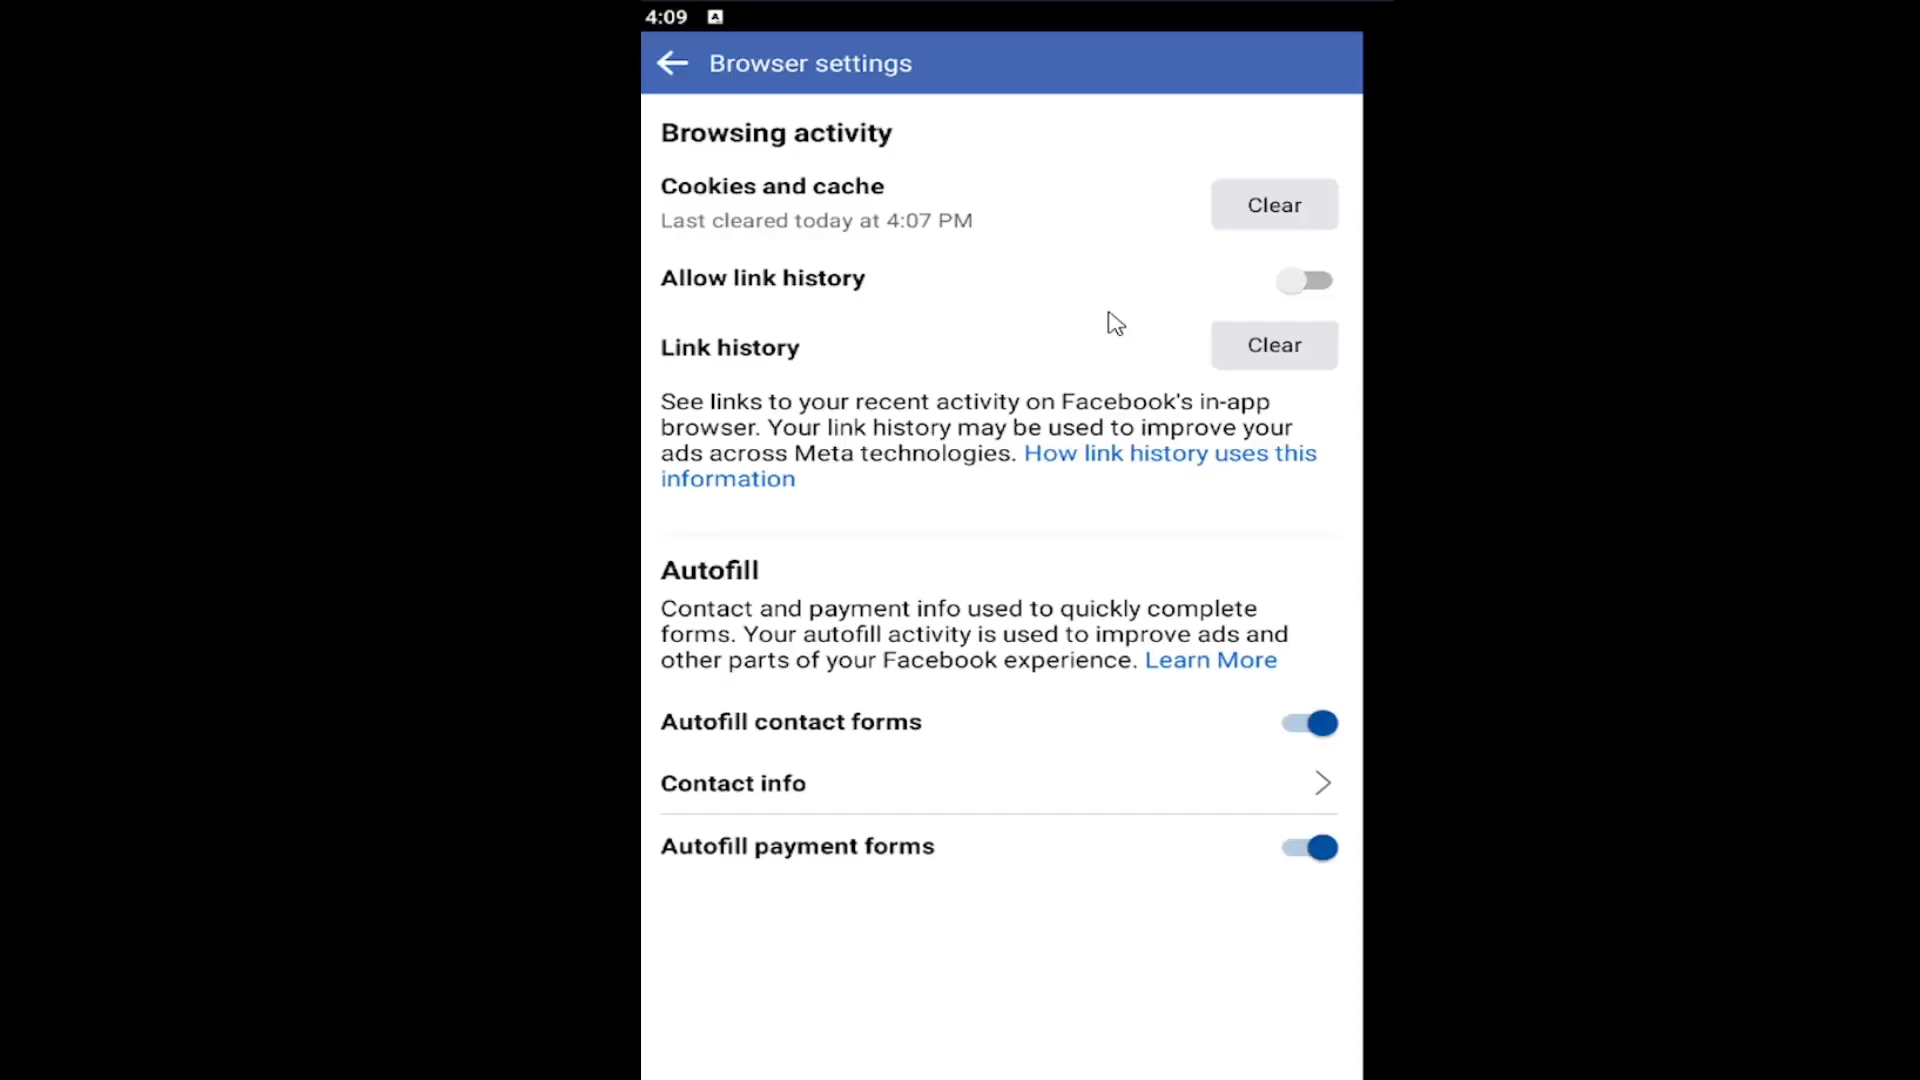 4:09
A
Browser settings
Browsing activity
Cookies and cache
Clear
Last cleared today at 4:07 PM
Allow link history
Link history
Clear
See links to your recent activity on Facebook's in-app
browser. Your link history may be used to improve your
ads across Meta technologies. How link history uses this
information
Autofill
Contact and payment info used to quickly complete
forms. Your autofill activity is used to improve ads and
other parts of your Facebook experience. Learn More
Autofill contact forms
Contact info
Autofill payment forms